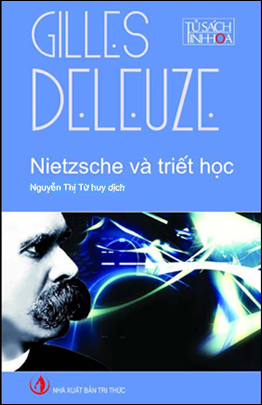 GILLES
TỦ SÁCH
TINH HOA
DELEUZE
Nietzsche và triết học
Nguyễn Thị Từ huy dịch
NHÀ XUẤT BẢN TRI THỨC